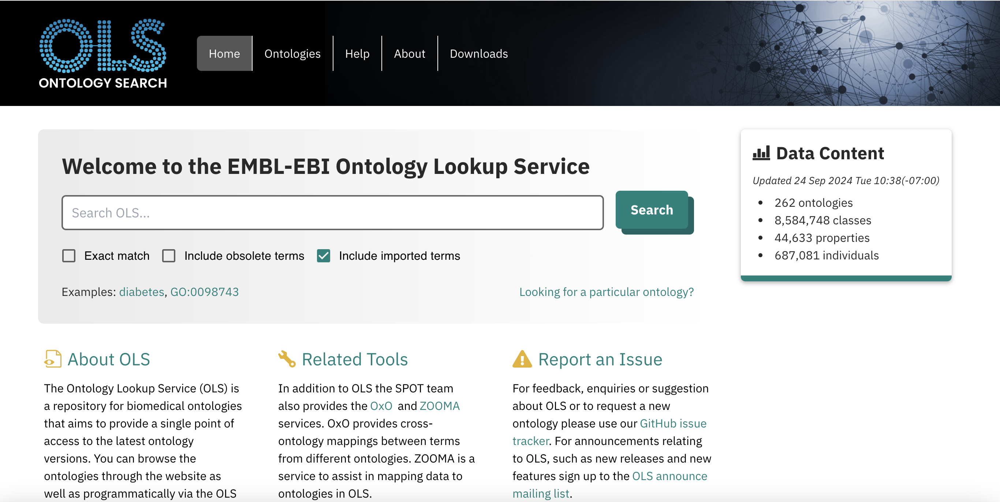 OLS
ONTOLOGY SEARCH
Home
Ontologies
Help
About
Downloads
Welcome to the EMBL-EBI Ontology Lookup Service
Search OLS...
Search
Exact match
Include obsolete terms
Include imported terms
Examples: diabetes, GO:0098743
Looking for a particular ontology?
Data Content
Updated 24 Sep 2024 Tue 10:38(-07:00)
• 262 ontologies
• 8,584,748 classes
• 44,633 properties
• 687,081 individuals
About OLS
The Ontology Lookup Service (OLS) is
a repository for biomedical ontologies
that aims to provide a single point of
access to the latest ontology
versions. You can browse the
ontologies through the website as
well as programmatically via the OLS
Related Tools
In addition to OLS the SPOT team
also provides the OxO and ZOOMA
services. OxO provides cross-
ontology mappings between terms
from different ontologies. ZOOMA is a
service to assist in mapping data to
ontologies in OLS.
Report an Issue
For feedback, enquiries or suggestion
about OLS or to request a new
ontology please use our GitHub issue
tracker. For announcements relating
to OLS, such as new releases and new
features sign up to the OLS announce
mailing list.